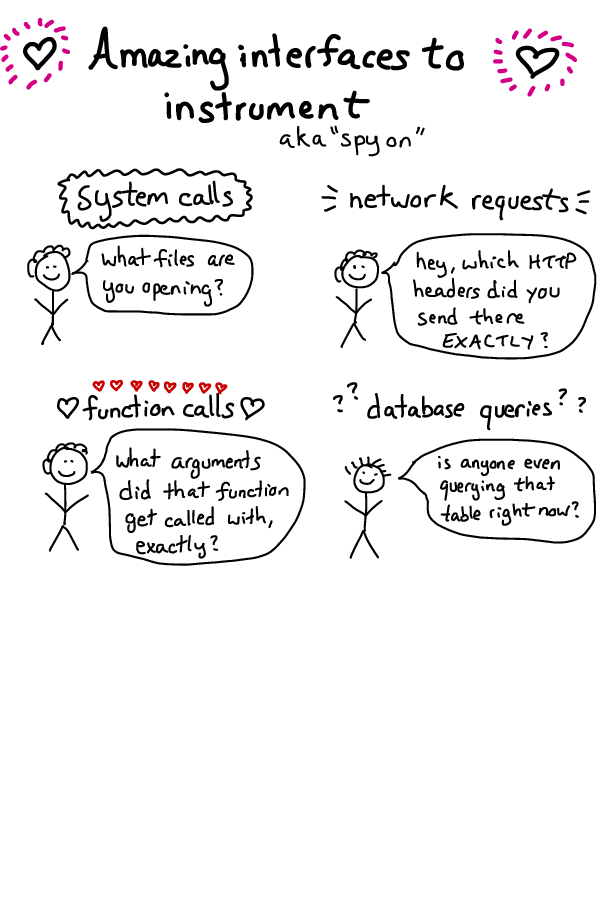 Amazing interfaces to
instrument
aka "spy on"
System calls
what files are
you opening?
network requests
hey, which HTTP
headers did you
send there
EXACTLY?
function calls
what arguments
did that function
get called with,
exactly?
?? database queries? ?
is anyone even
querying that
table right now?